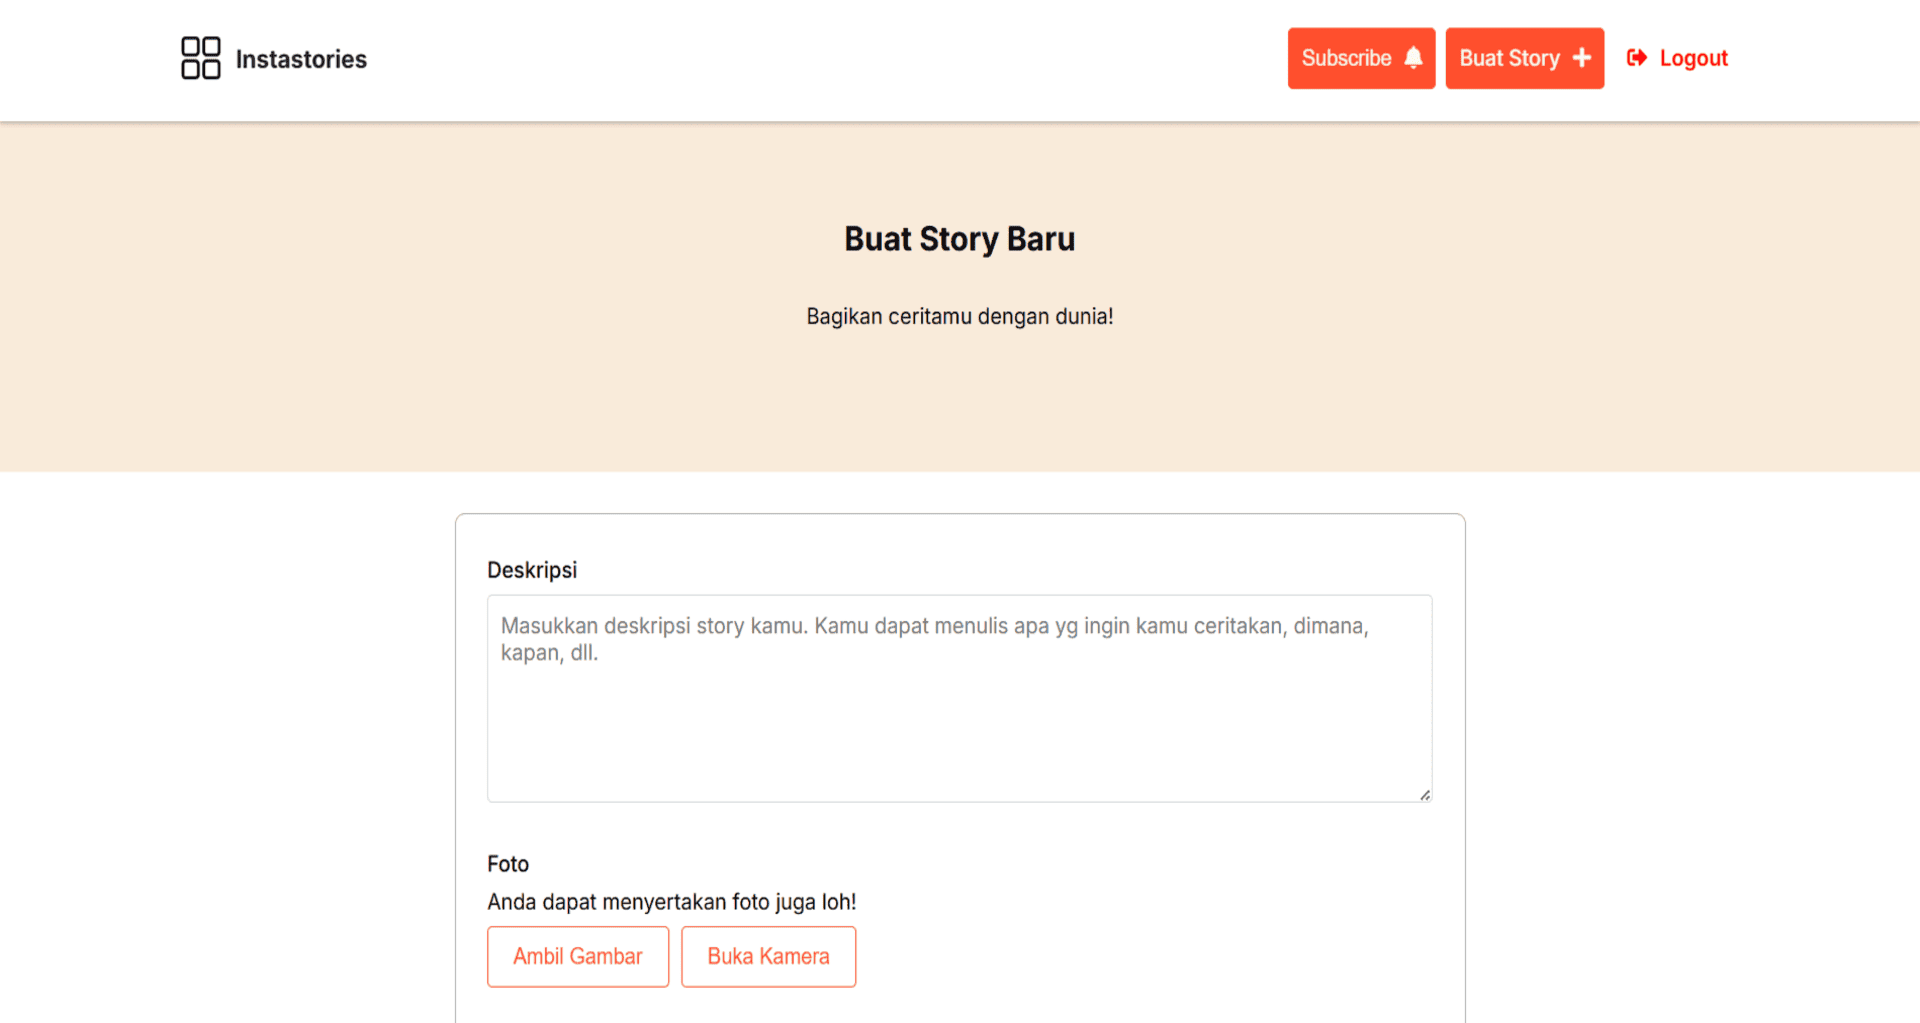 Instastories
Subscribe
Buat Story
Logout
Buat Story Baru
Bagikan ceritamu dengan dunia!
Deskripsi
Masukkan deskripsi story kamu. Kamu dapat menulis apa yg ingin kamu ceritakan, dimana,
kapan, dll.
Foto
Anda dapat menyertakan foto juga loh!
Ambil Gambar
Buka Kamera